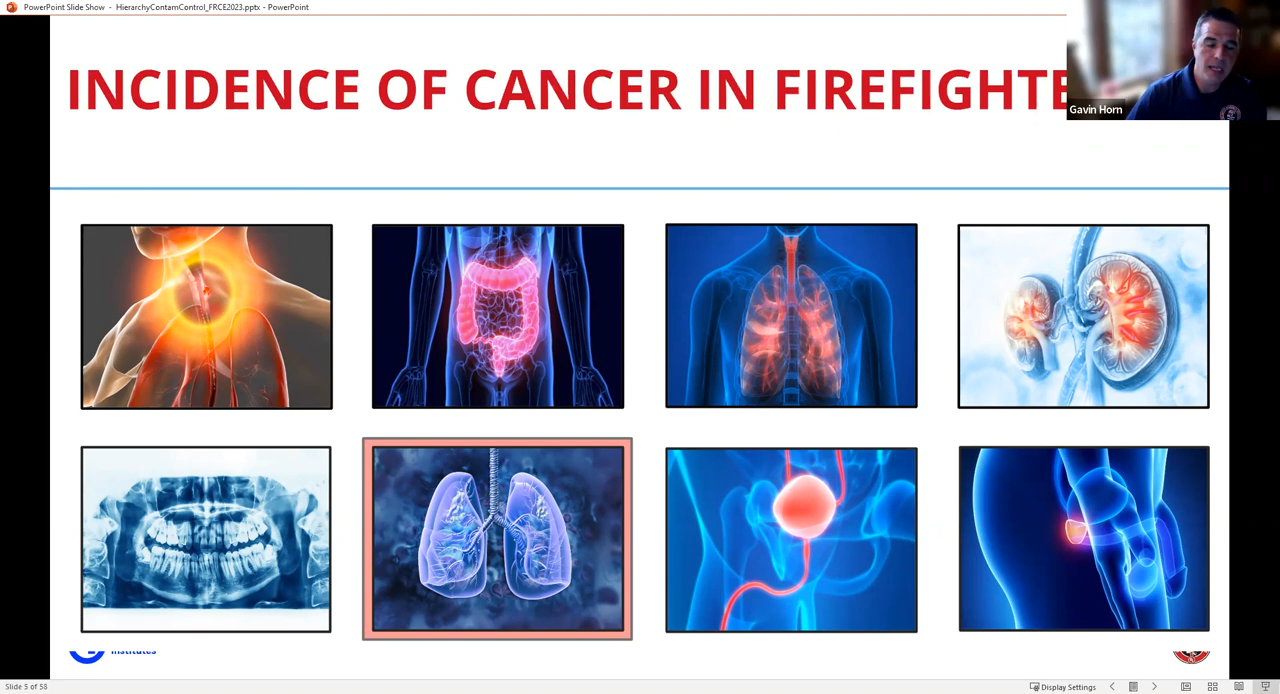 PowerPoint Slide Show - HierarchyContamControl_FRCE2023.pptx - PowerPoint
INCIDENCE OF CANCER IN FIREFIGHTE
Gavin Horn
Institutes
Slide 5 of 58
Display Settings